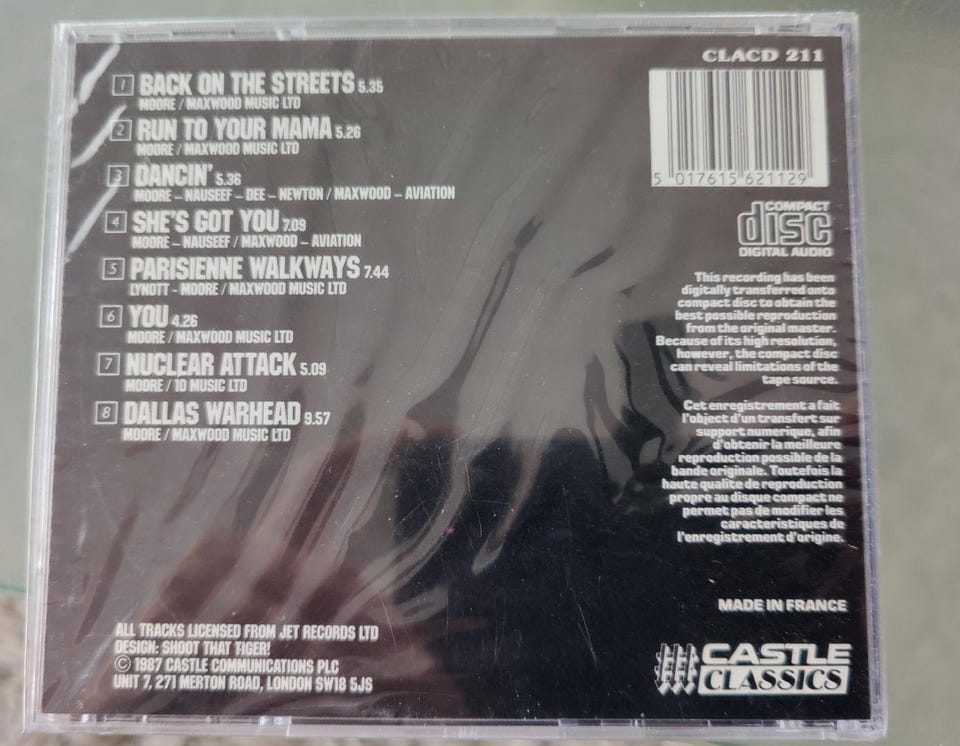 1 BACK ON THE STREETS 5.35
MOORE / MAXWOOD MUSIC LTD
2 RUN TO YOUR MAMA 5.26
MOORE / MAXWOOD MUSIC LTD
3 DANCIN' 5.36
MOORE – NAUSEEF – DEE – NEWTON / MAXWOOD – AVIATION
4 SHE'S GOT YOU 7.09
MOORE – NAUSEEF / MAXWOOD – AVIATION
5 PARISIENNE WALKWAYS 7.44
LYNOTT - MOORE / MAXWOOD MUSIC LTD
6 YOU 4.26
MOORE / MAXWOOD MUSIC LTD
7 NUCLEAR ATTACK 5.09
MOORE / 10 MUSIC LTD
8 DALLAS WARHEAD 9.57
MOORE / MAXWOOD MUSIC LTD
CLACD 211
5 017615 621129
COMPACT
disc
DIGITAL AUDIO
This recording has been
digitally transferred onto
compact disc to obtain the
best possible reproduction
from the original master.
Because of its high resolution,
however, the compact disc
can reveal limitations of the
tape source.
Cet enregistrement a fait
l'object d'un transfert sur
support numerique, afin
d'obtenir la meilleure
reproduction possible de la
bande originale. Toutefois la
haute qualite de reproduction
propre au disque compact ne
permet pas de modifier les
caracteristiques de
l'enregistrement d'origine.
MADE IN FRANCE
CASTLE
CLASSICS
ALL TRACKS LICENSED FROM JET RECORDS LTD
DESIGN: SHOOT THAT TIGER!
© 1987 CASTLE COMMUNICATIONS PLC
UNIT 7, 271 MERTON ROAD, LONDON SW18 5JS